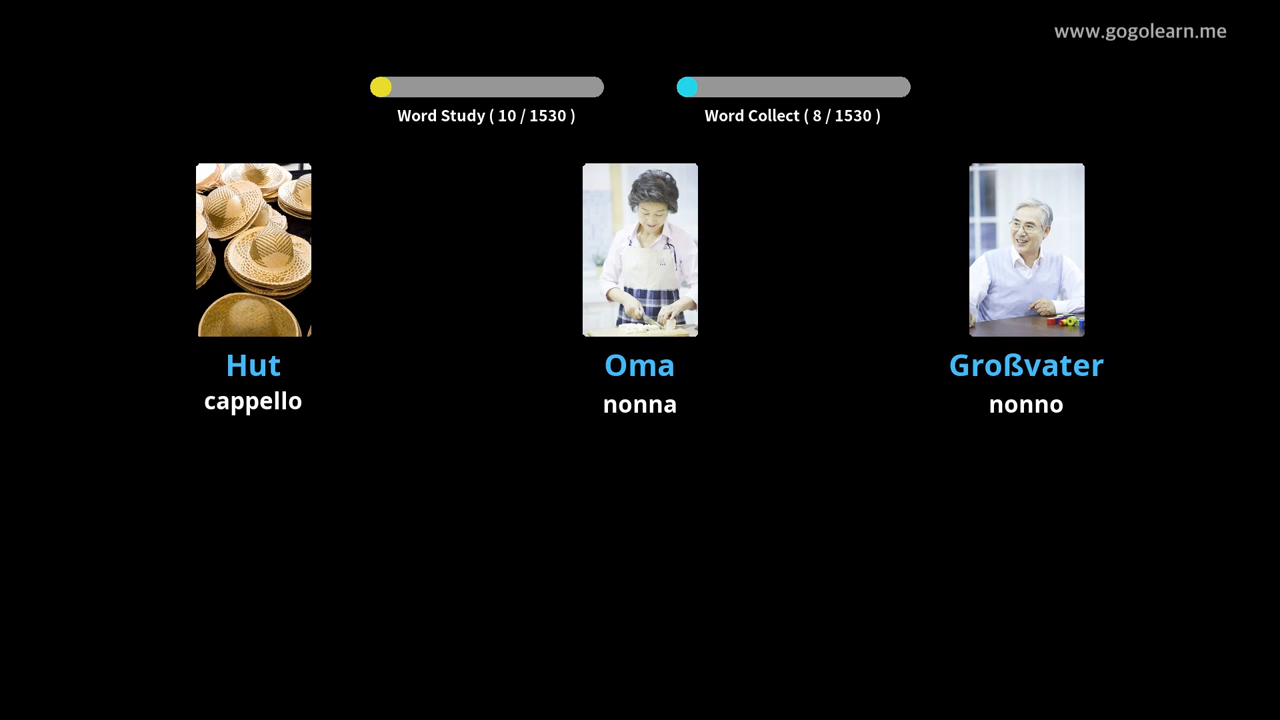 www.gogolearn.me
Word Study ( 10 / 1530 )
Word Collect ( 8 / 1530 )
Hut
cappello
Oma
nonna
Großvater
nonno